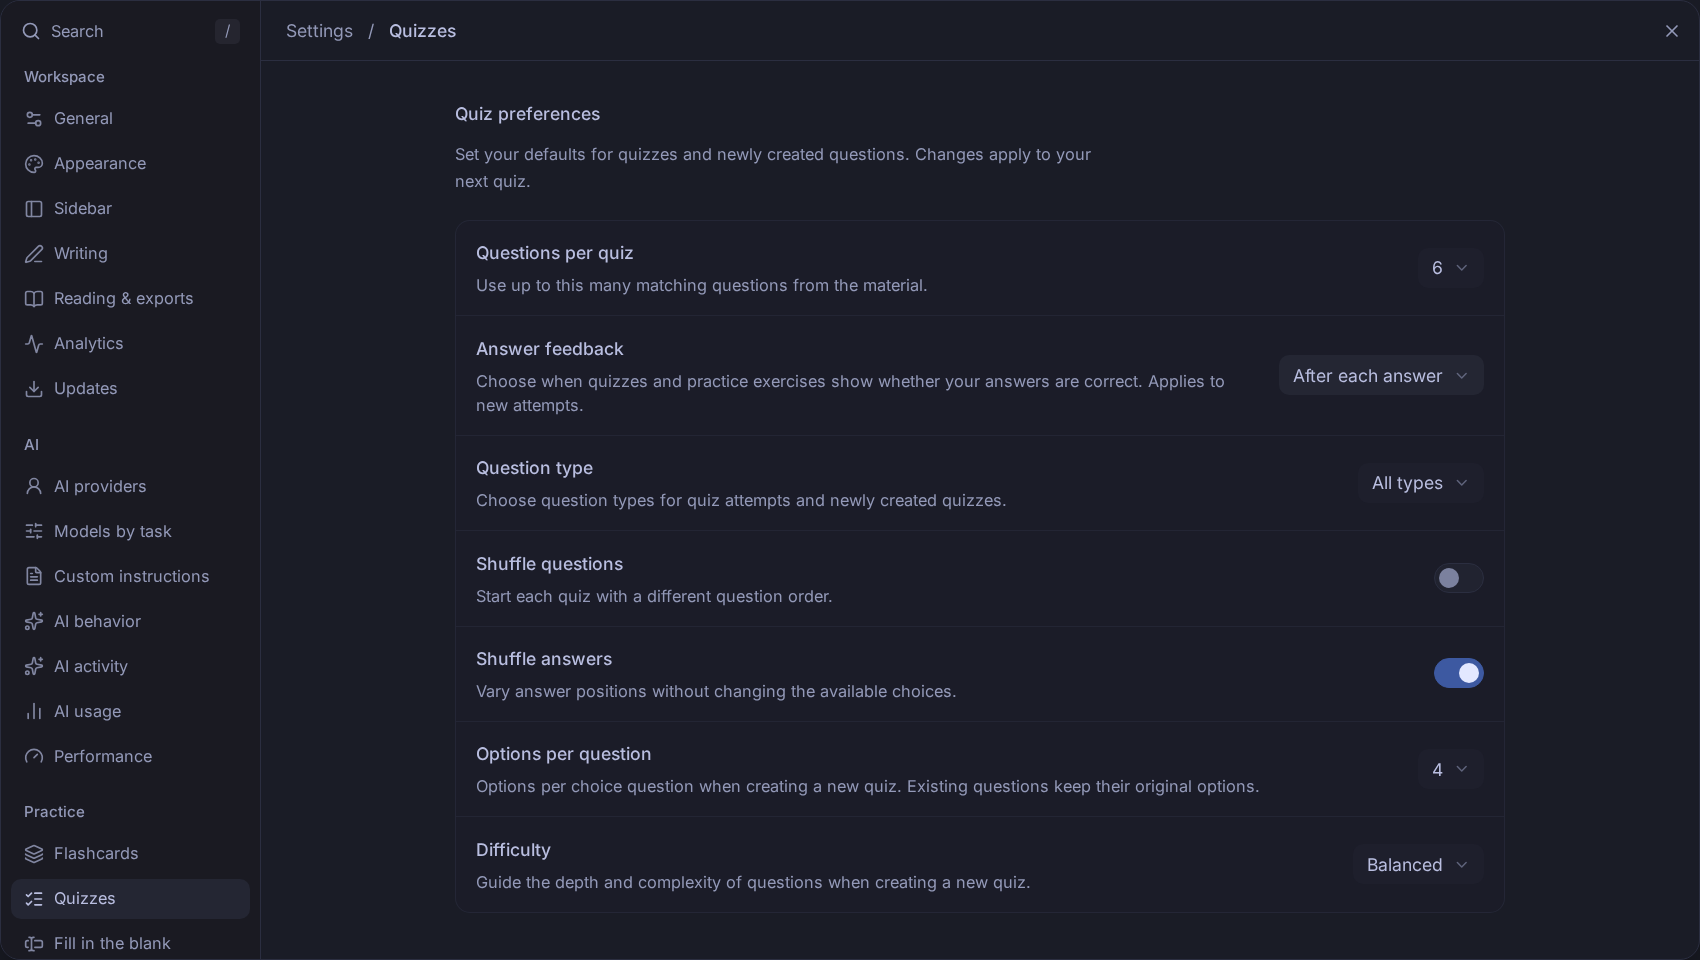 Search
/
Workspace
General
Appearance
Sidebar
Writing
Reading & exports
Analytics
Updates
AI
AI providers
Models by task
Custom instructions
AI behavior
AI activity
AI usage
Performance
Practice
Flashcards
Quizzes
Fill in the blank
Settings / Quizzes
Quiz preferences
Set your defaults for quizzes and newly created questions. Changes apply to your
next quiz.
Questions per quiz
Use up to this many matching questions from the material.
6
Answer feedback
Choose when quizzes and practice exercises show whether your answers are correct. Applies to
new attempts.
After each answer
Question type
Choose question types for quiz attempts and newly created quizzes.
All types
Shuffle questions
Start each quiz with a different question order.
Shuffle answers
Vary answer positions without changing the available choices.
Options per question
Options per choice question when creating a new quiz. Existing questions keep their original options.
4
Difficulty
Guide the depth and complexity of questions when creating a new quiz.
Balanced